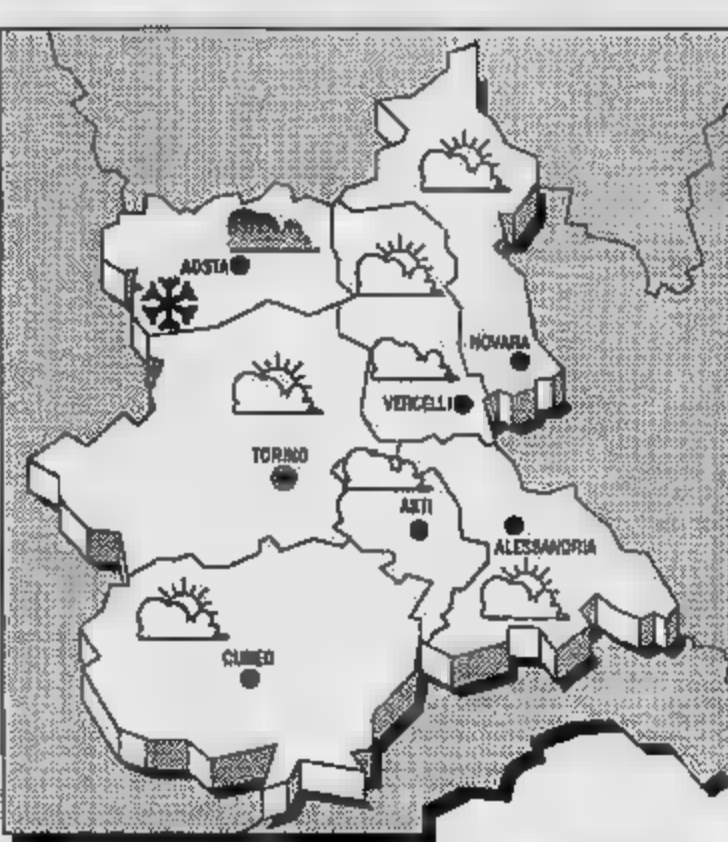 AOSTA
NOVARA
VERCELLI
TORINO
ASTI
ALESSANDRIA
CUNEO